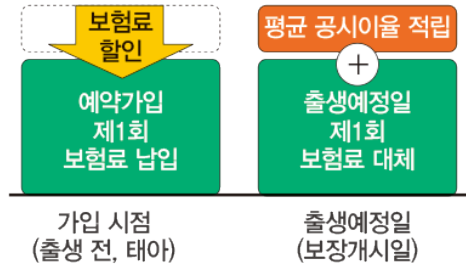 보험료
할인
예약가입
제1회
보험료 납입
가입 시점
(출생 전, 태아)
평균 공시이율 적립
+
출생예정일
제1회
보험료 대체
출생예정일
(보장개시일)